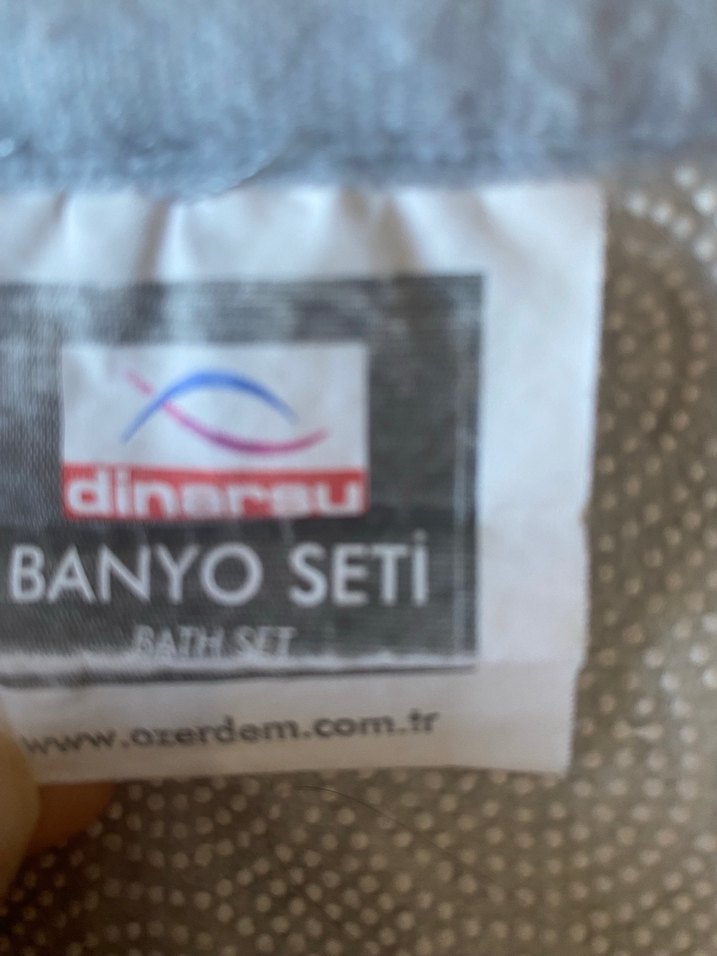 dinarsu
BANYO SETİ
BATH SET
www.ozerdem.com.tr